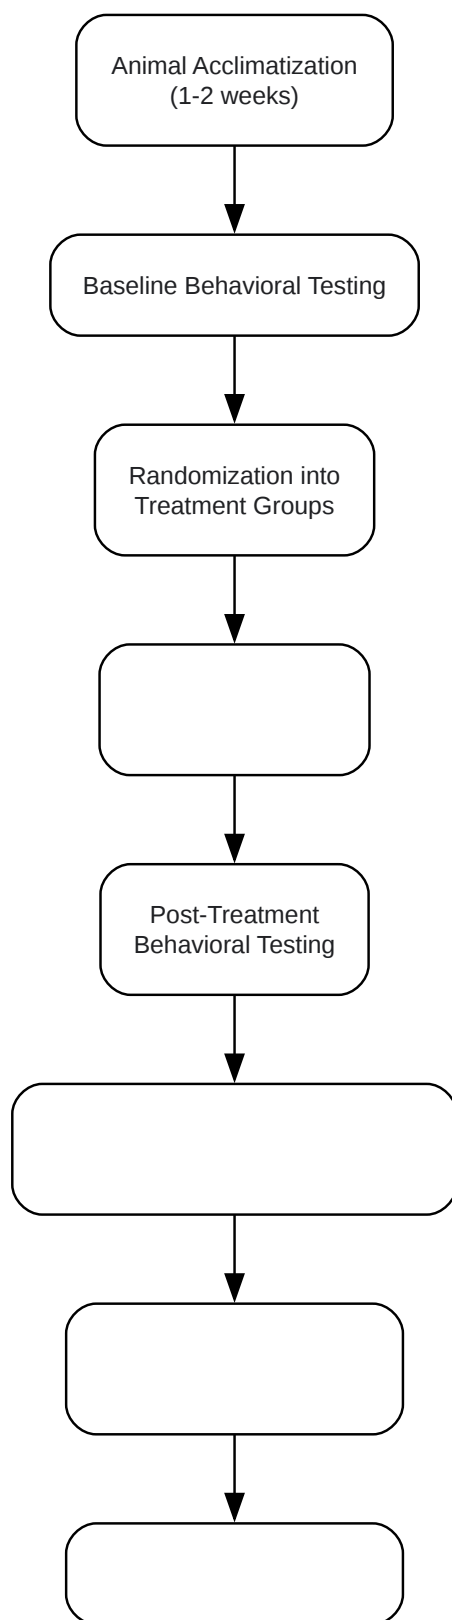 Animal Acclimatization
(1-2 weeks)
Baseline Behavioral Testing
Randomization into
Treatment Groups
Post-Treatment
Behavioral Testing